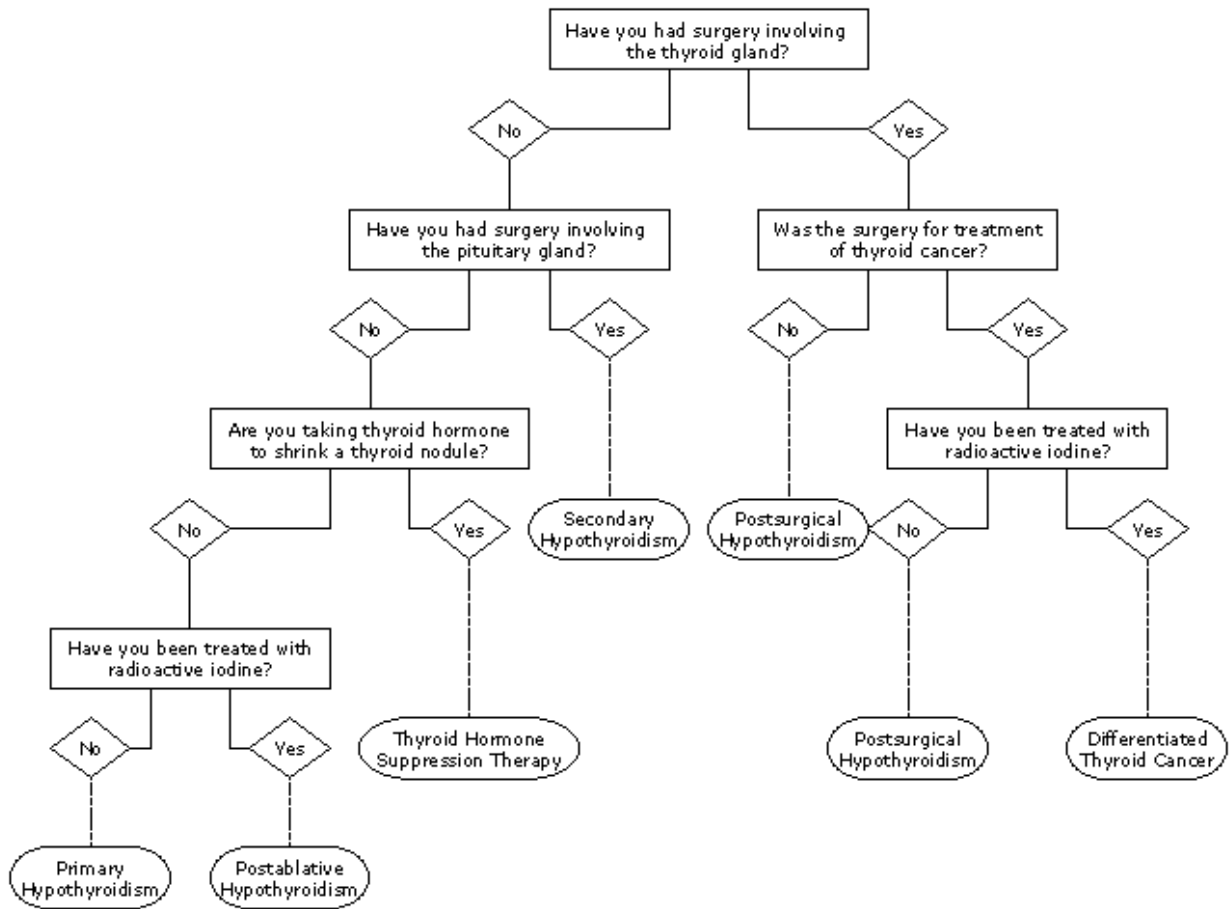 Have you had surgery involving
the thyroid gland?
No
Yes
Have you had surgery involving
the pituitary gland?
Was the surgery for treatment
of thyroid cancer?
No
Yes
No
Yes
Are you taking thyroid hormone
to shrink a thyroid nodule?
Have you been treated with
radioactive iodine?
No
Yes
Secondary
Hypothyroidism
Postsurgical
Hypothyroidism
No
Yes
Have you been treated with
radioactive iodine?
No
Yes
Thyroid Hormone
Suppression Therapy
Postsurgical
Hypothyroidism
Differentiated
Thyroid Cancer
Primary
Hypothyroidism
Postablative
Hypothyroidism